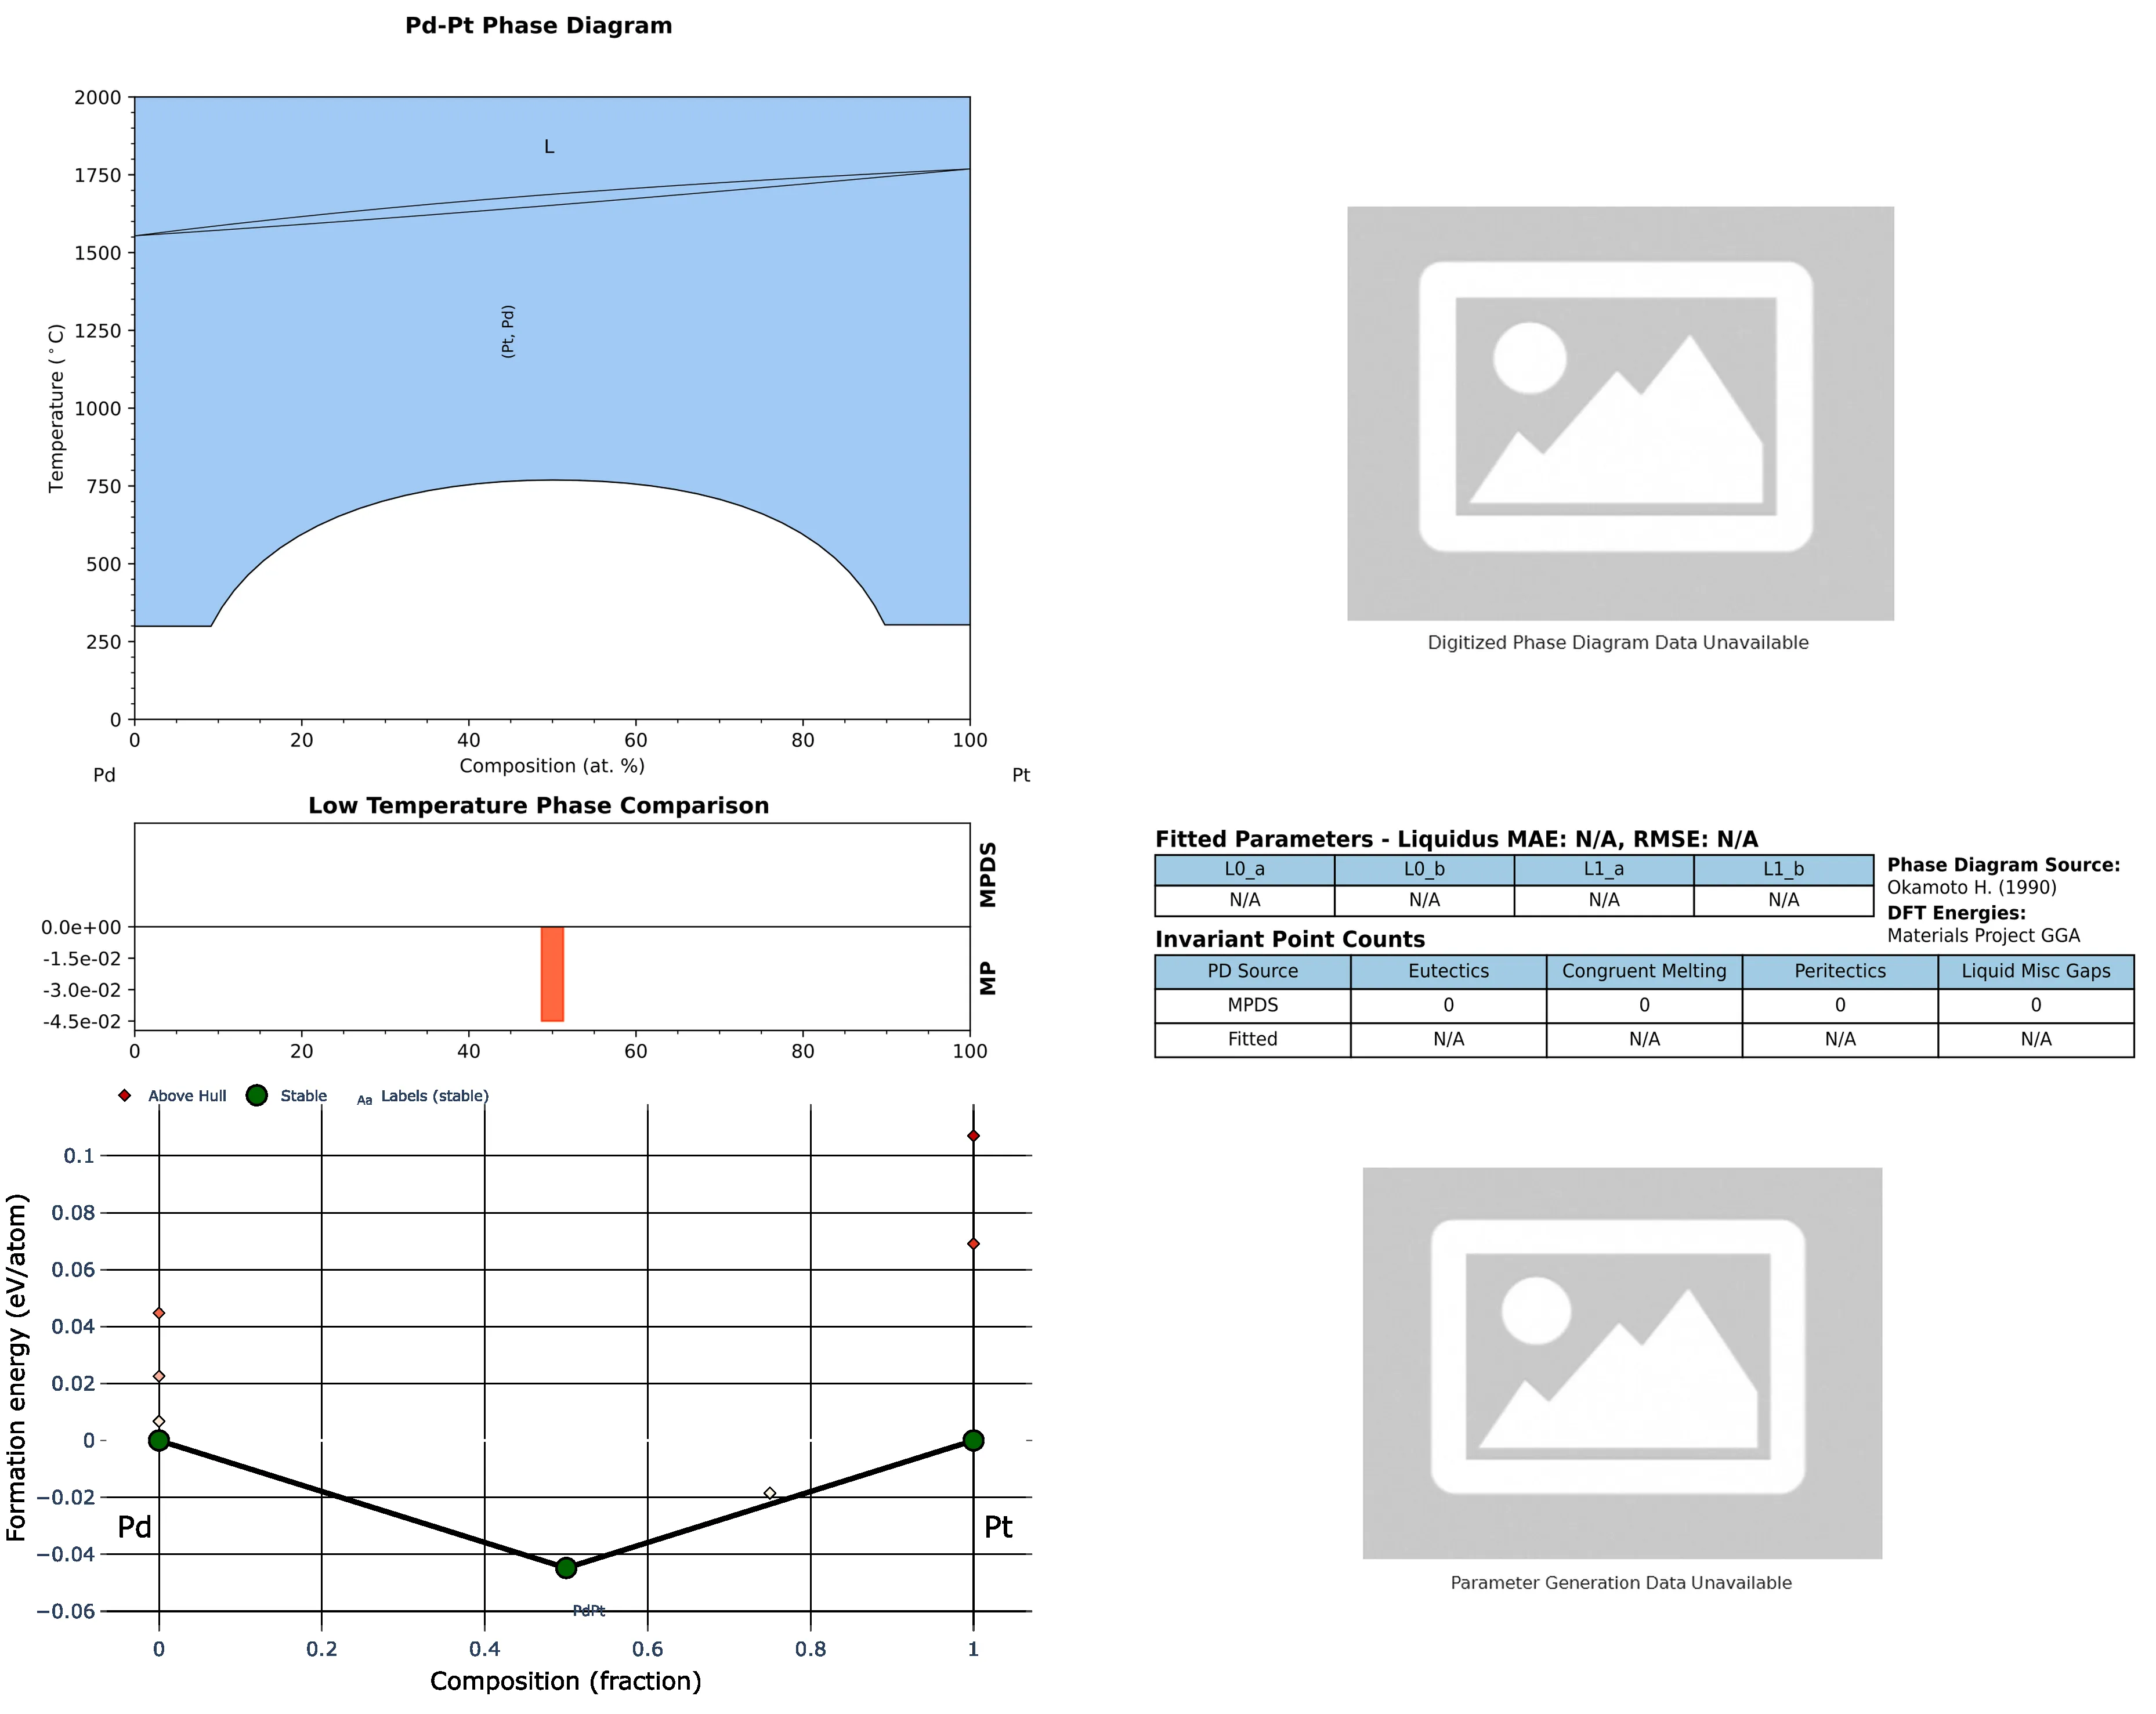 Pd-Pt Phase Diagram
2000
1750
1500
1250
1000
750
500
250
0
Temperature (°C)
L
(Pt, Pd)
0 20 40 60 80 100
Composition (at. %)
Pd Pt
Digitized Phase Diagram Data Unavailable
Low Temperature Phase Comparison
MPDS
MP
0.0e+00
-1.5e-02
-3.0e-02
-4.5e-02
0 20 40 60 80 100
Fitted Parameters - Liquidus MAE: N/A, RMSE: N/A
L0_a L0_b L1_a L1_b
N/A N/A N/A N/A
Phase Diagram Source:
Okamoto H. (1990)
DFT Energies:
Materials Project GGA
Invariant Point Counts
PD Source Eutectics Congruent Melting Peritectics Liquid Misc Gaps
MPDS 0 0 0 0
Fitted N/A N/A N/A N/A
Above Hull Stable Aa Labels (stable)
0.1
0.08
0.06
0.04
0.02
0
−0.02
−0.04
−0.06
Formation energy (eV/atom)
Pd Pt
PdPt
0 0.2 0.4 0.6 0.8 1
Composition (fraction)
Parameter Generation Data Unavailable